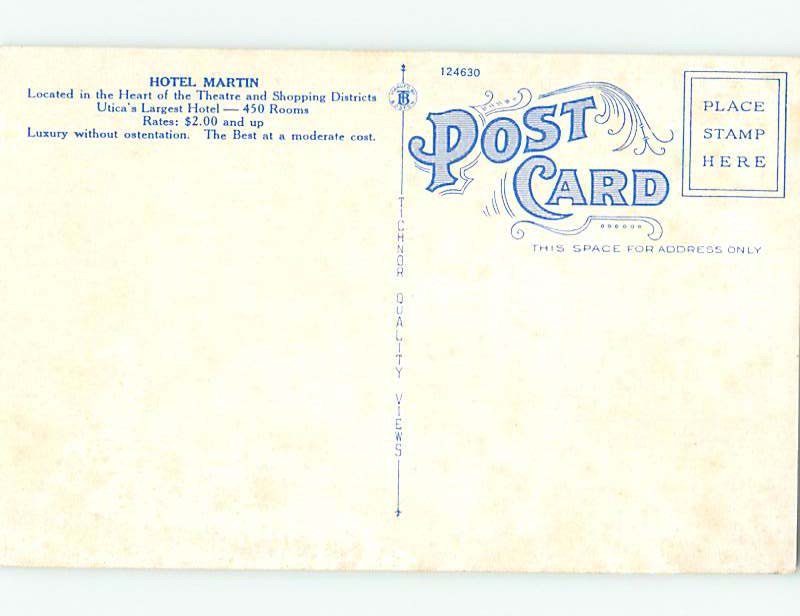 HOTEL MARTIN
Located in the Heart of the Theatre and Shopping Districts
Utica's Largest Hotel — 450 Rooms
Rates: $2.00 and up
Luxury without ostentation. The Best at a moderate cost.
TICHNOR QUALITY VIEWS
124630
POST CARD
PLACE
STAMP
HERE
THIS SPACE FOR ADDRESS ONLY